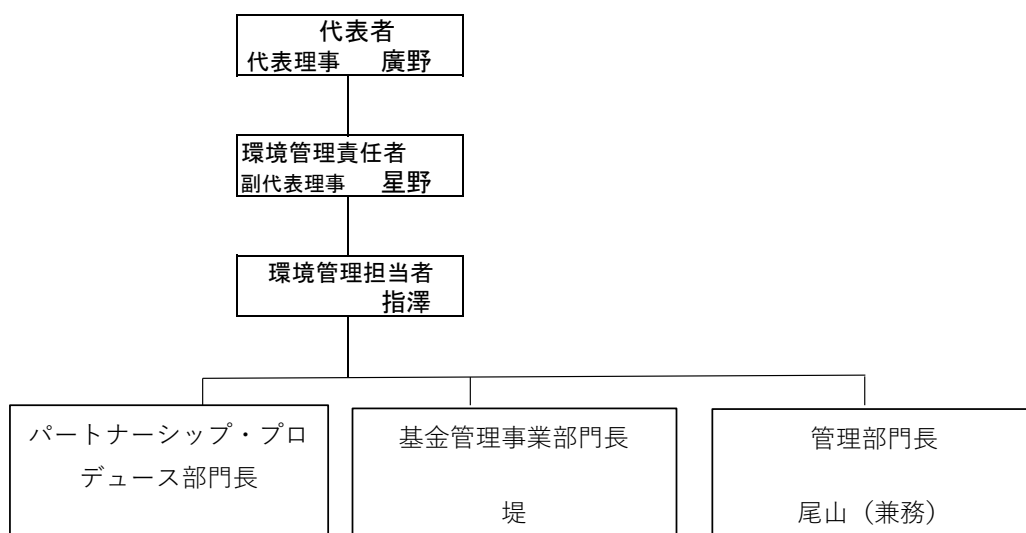 代表者
代表理事 廣野
環境管理責任者
副代表理事 星野
環境管理担当者
指澤
パートナーシップ・プロ
デュース部門長
基金管理事業部門長
堤
管理部門長
尾山（兼務）